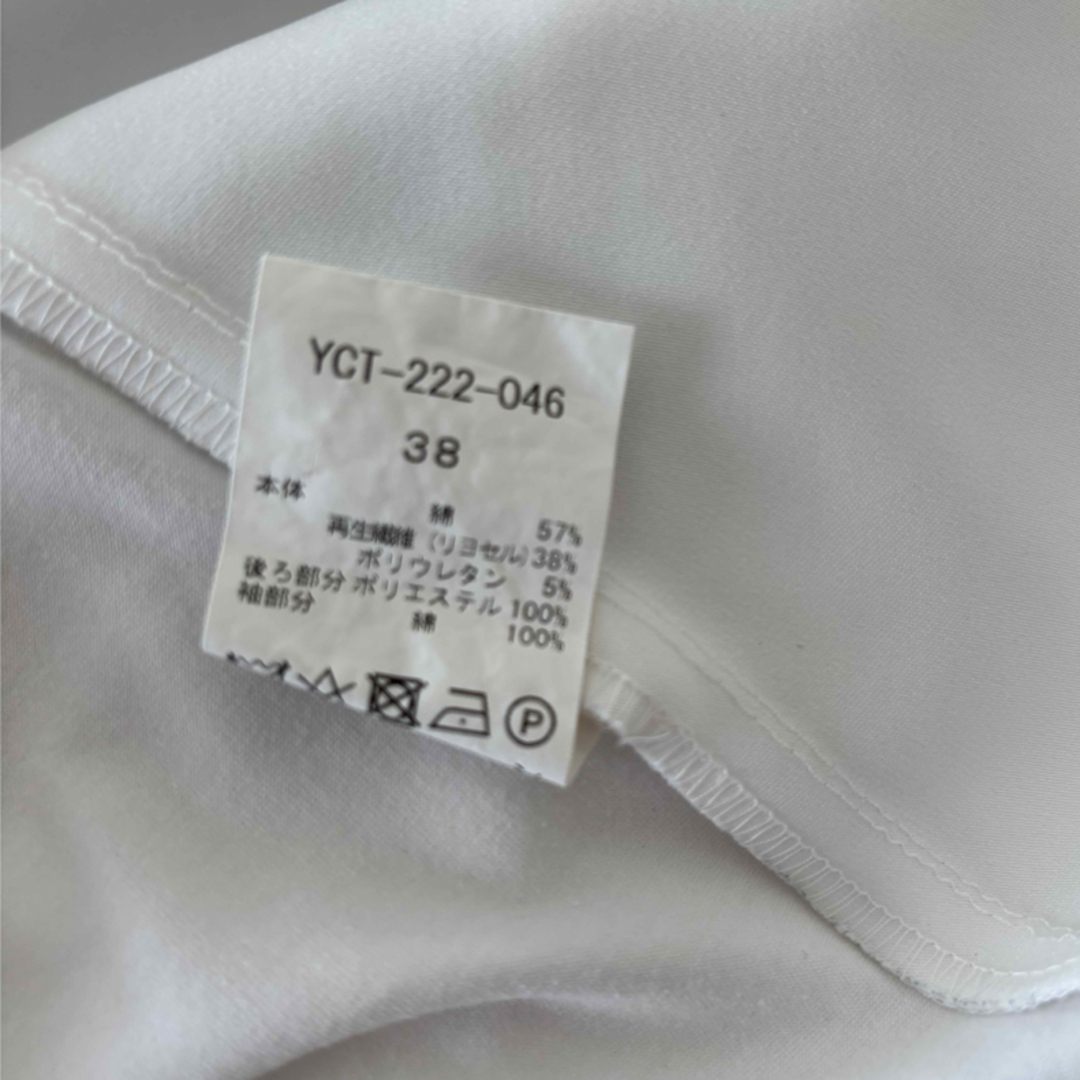 YCT-222-046
38
本体
綿 57%
再生繊維 (リヨセル) 38%
ポリウレタン 5%
後ろ部分 ポリエステル 100%
袖部分
綿 100%
P